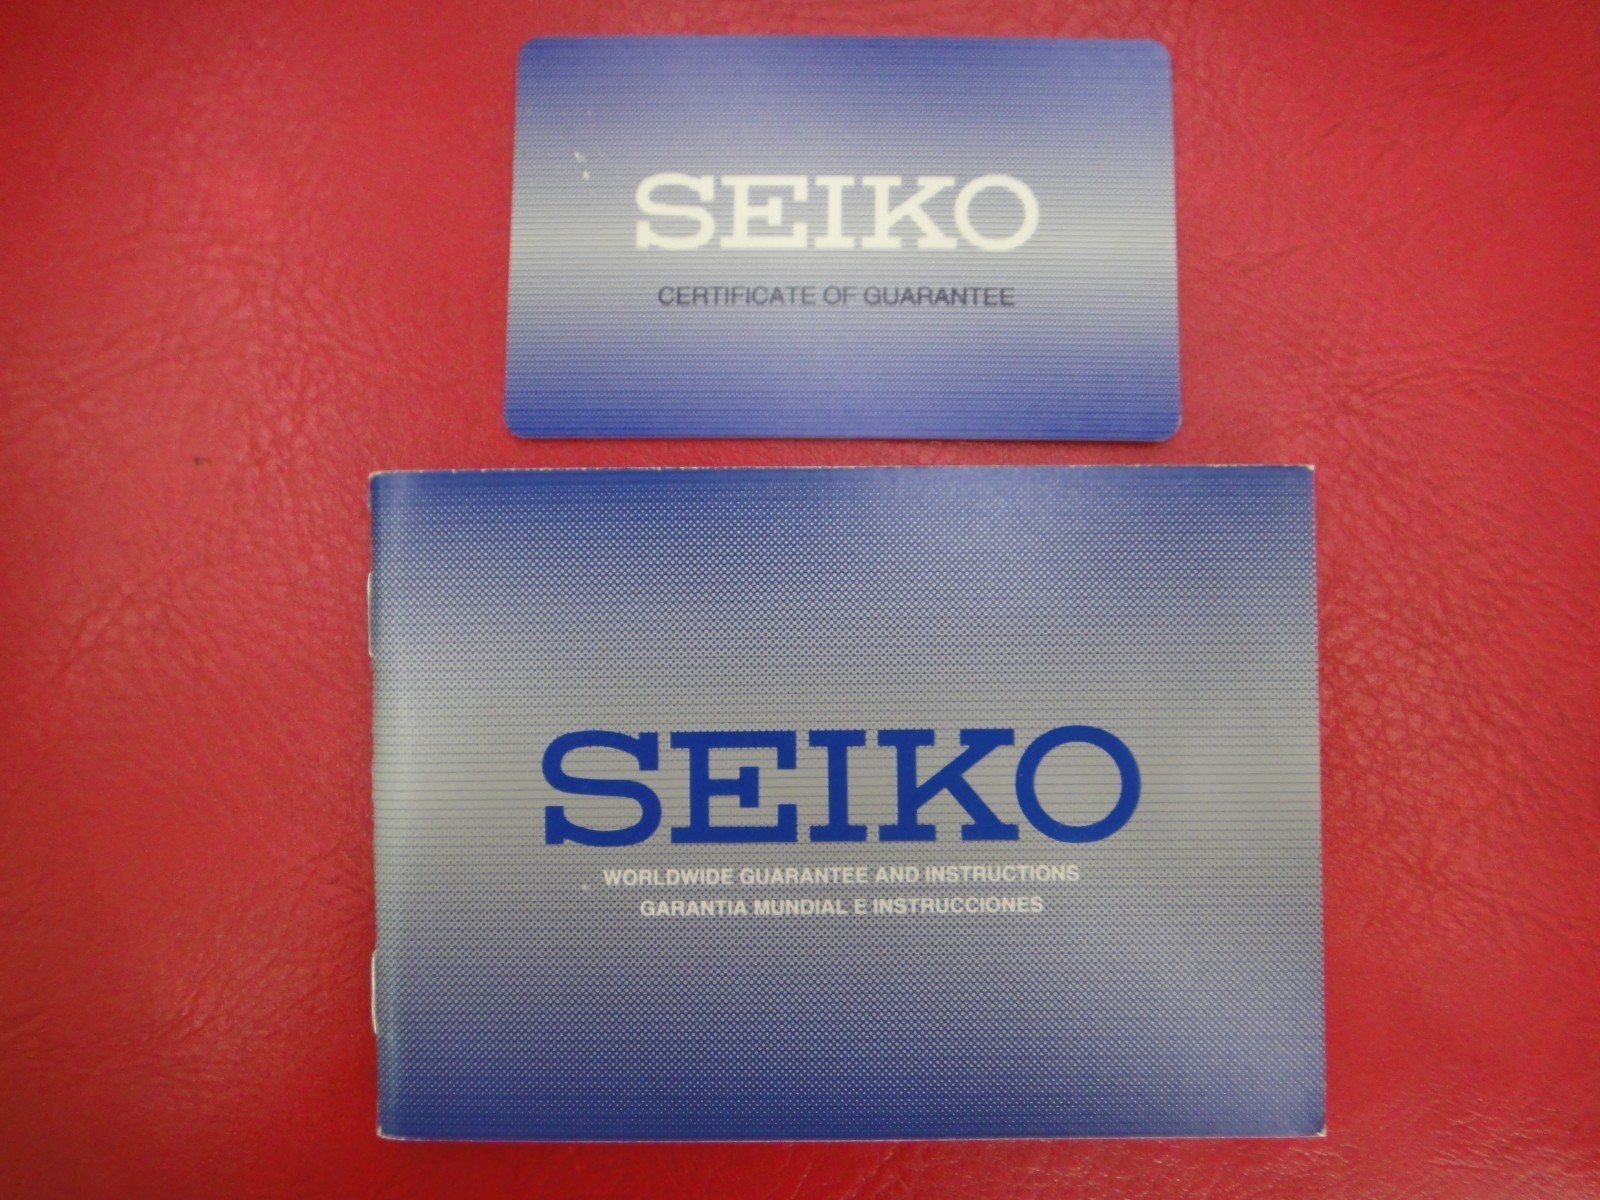 SEIKO
CERTIFICATE OF GUARANTEE
SEIKO
WORLDWIDE GUARANTEE AND INSTRUCTIONS
GARANTIA MUNDIAL E INSTRUCCIONES